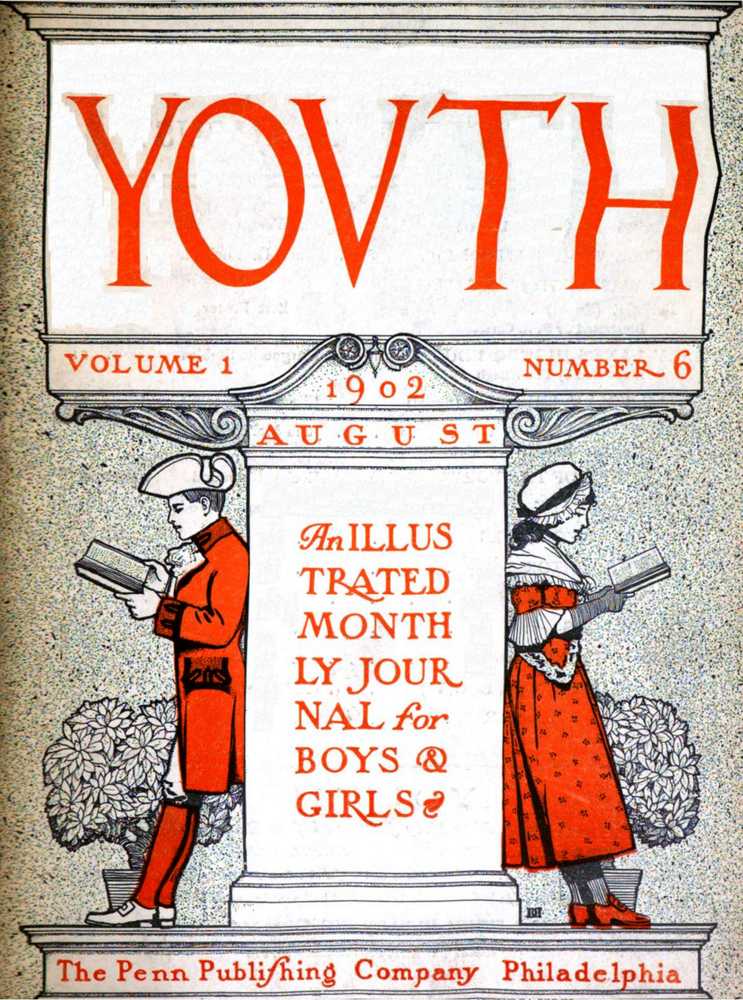 YOVTH
VOLUME 1
1902
NUMBER 6
AUGUST
An ILLUS
TRATED
MONTH
LY JOUR
NAL for
BOYS &
GIRLS
The Penn Publishing Company Philadelphia